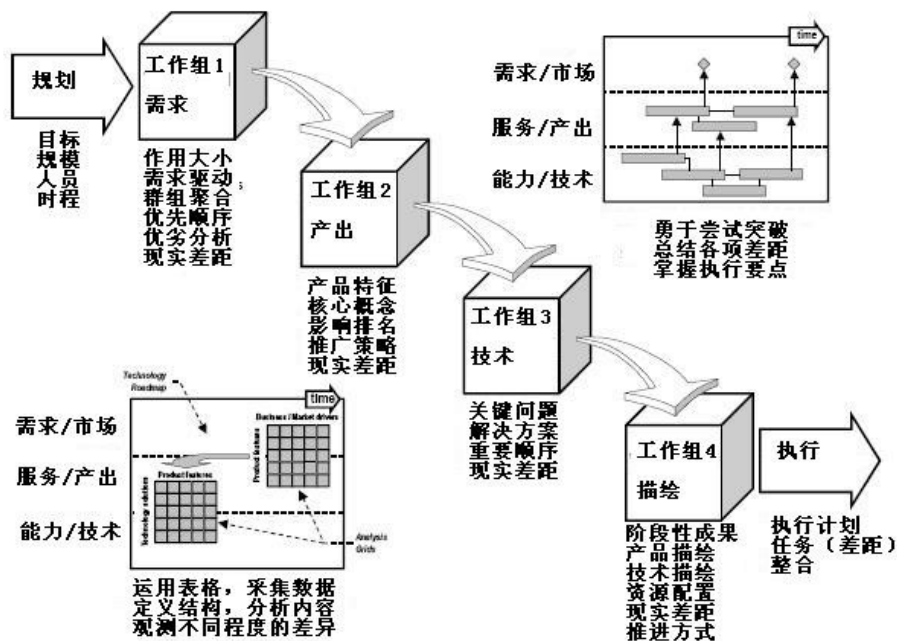 规划
目标
规模
人员
时程
工作组1
需求
作用大小
需求驱动
群组聚合
优先顺序
优劣分析
现实差距
工作组2
产出
产品特征
核心概念
影响排名
推广策略
现实差距
工作组3
技术
关键问题
解决方案
重要顺序
现实差距
工作组4
描绘
阶段性成果
产品描绘
技术描绘
资源配置
现实差距
推进方式
执行
执行计划
任务（差距）
整合
time
需求/市场
服务/产出
能力/技术
勇于尝试突破
总结各项差距
掌握执行要点
Technology
Roadmap
time
需求/市场
服务/产出
能力/技术
Business / Market drivers
Product features
Product features
Technology solutions
Analysis
Grids
运用表格，采集数据
定义结构，分析内容
观测不同程度的差异